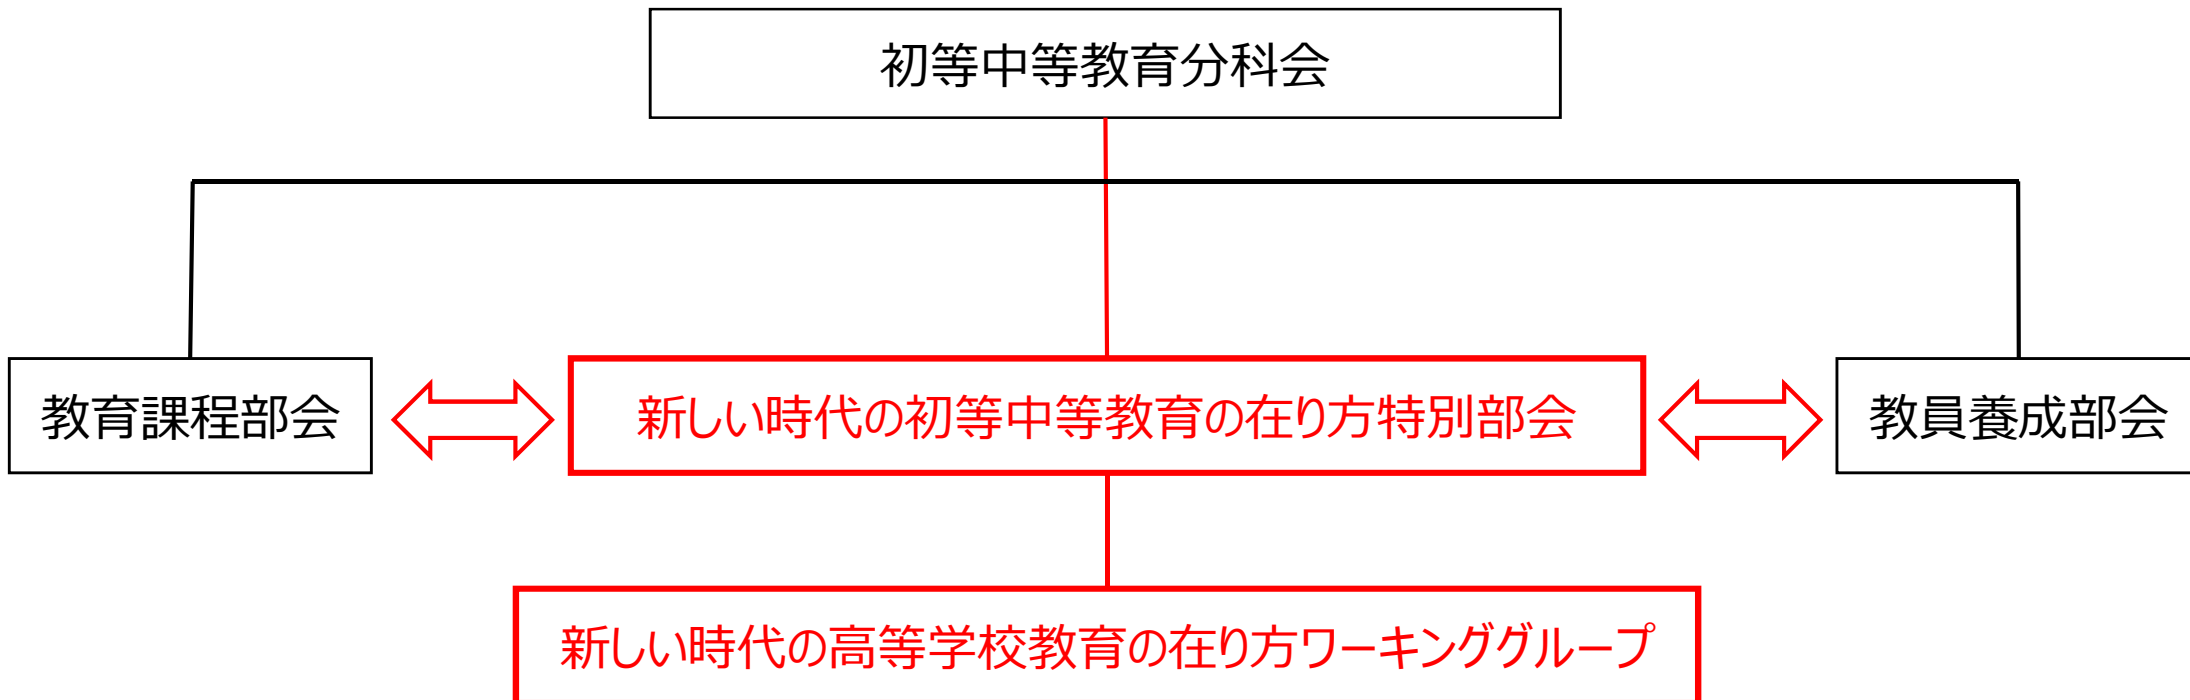 初等中等教育分科会
教育課程部会
新しい時代の初等中等教育の在り方特別部会
教員養成部会
新しい時代の高等学校教育の在り方ワーキンググループ